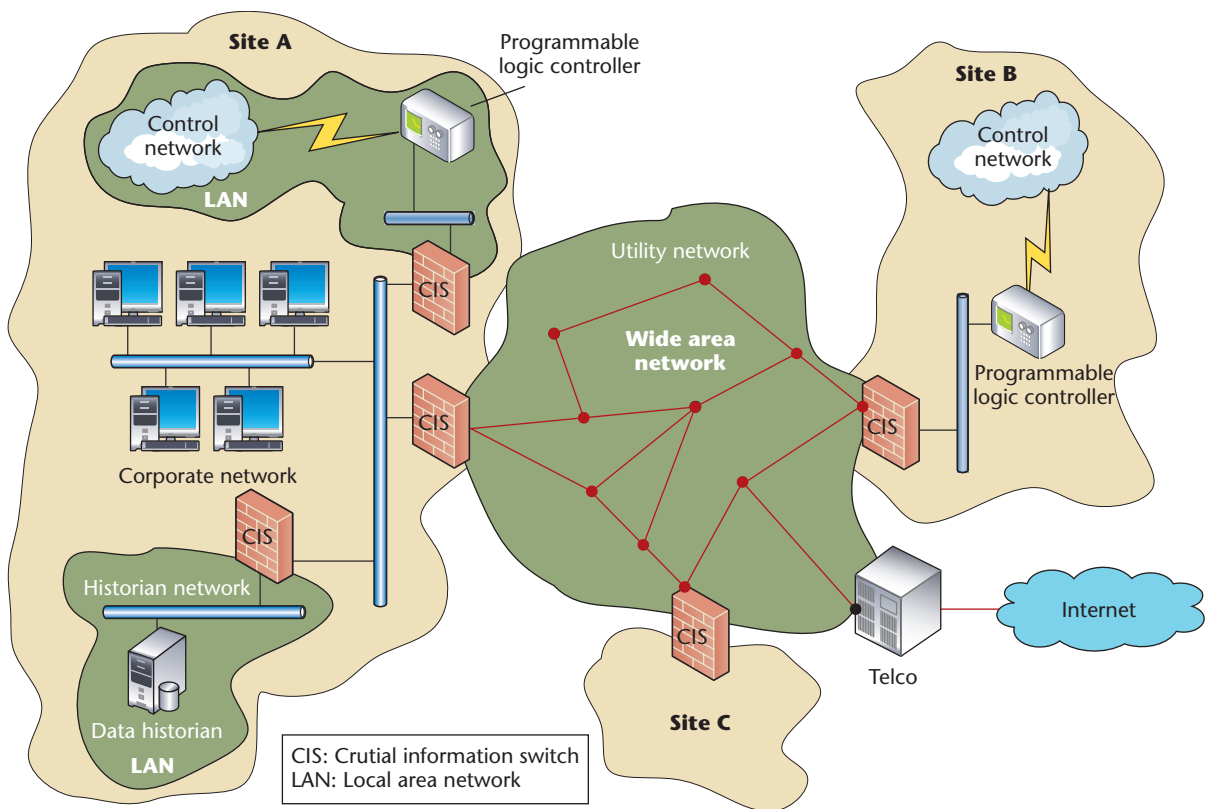 Site A
Programmable
logic controller
Control
network
LAN
CIS
Corporate network
CIS
CIS
Historian network
Data historian
LAN
Utility network
Wide area
network
Site B
Control
network
Programmable
logic controller
CIS
CIS
Site C
Telco
Internet
CIS: Crutial information switch
LAN: Local area network